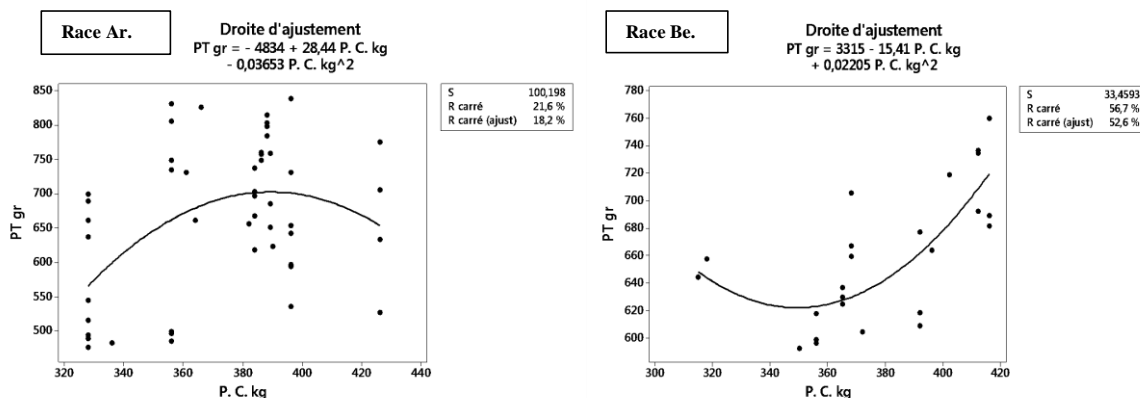 Race Ar.
Droite d'ajustement
PT gr = - 4834 + 28,44 P. C. kg
- 0,03653 P. C. kg^2
S 100,198
R carré 21,6 %
R carré (ajust) 18,2 %
850
800
750
700
650
600
550
500
PT gr
320 340 360 380 400 420 440
P. C. kg
Race Be.
Droite d'ajustement
PT gr = 3315 - 15,41 P. C. kg
+ 0,02205 P. C. kg^2
S 33,4593
R carré 56,7 %
R carré (ajust) 52,6 %
780
760
740
720
700
680
660
640
620
600
PT gr
300 320 340 360 380 400 420
P. C. kg